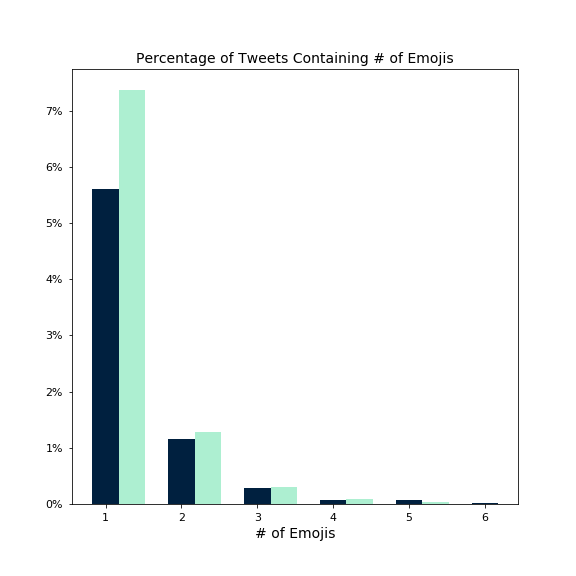 Percentage of Tweets Containing # of Emojis
7%
6%
5%
4%
3%
2%
1%
0%
1 2 3 4 5 6
# of Emojis